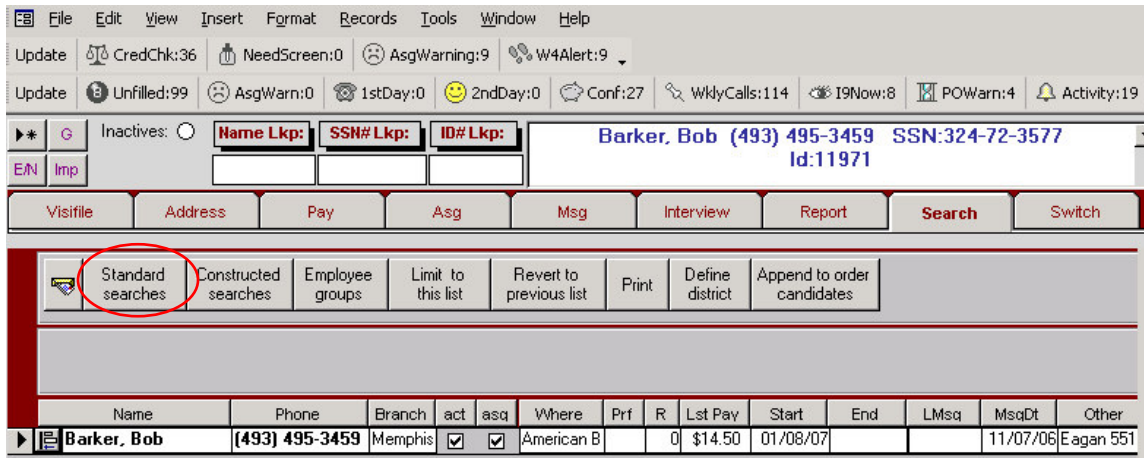 File Edit View Insert Format Records Tools Window Help
Update CredChk:36 NeedScreen:0 AsgWarning:9 W4Alert:9
Update Unfilled:99 AsgWarn:0 1stDay:0 2ndDay:0 Conf:27 WklyCalls:114 I9Now:8 POWarn:4 Activity:19
G Inactives: Name Lkp: SSN# Lkp: ID# Lkp: Barker, Bob (493) 495-3459 SSN:324-72-3577
E/N Imp Id:11971
Visifile Address Pay Asg Msg Interview Report Search Switch
Standard searches Constructed searches Employee groups Limit to this list Revert to previous list Print Define district Append to order candidates
Name Phone Branch act asg Where Prf R Lst Pay Start End LMsg MsgDt Other
Barker, Bob (493) 495-3459 Memphis American B 0 $14.50 01/08/07 11/07/06 Eagan 551